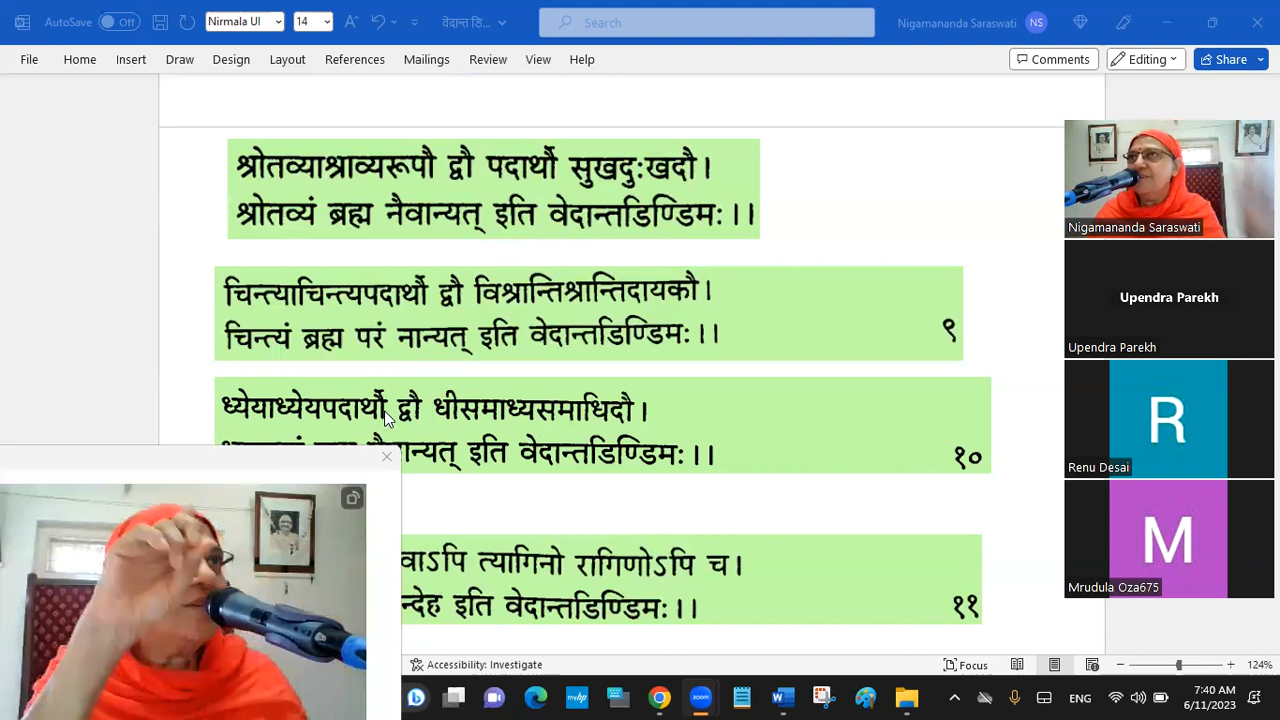 AutoSave Off
Nirmala UI
14
वेदान्त डि...
Search
Nigamananda Saraswati
NS
File Home Insert Draw Design Layout References Mailings Review View Help
Comments
Editing
Share
श्रोतव्याश्राव्यरूपौ द्वौ पदार्थौ सुखदुःखदौ।
श्रोतव्यं ब्रह्म नैवान्यत् इति वेदान्तडिण्डिमः।।
चिन्त्याचिन्त्यपदार्थौ द्वौ विश्रान्तिश्रान्तिदायकौ।
चिन्त्यं ब्रह्म परं नान्यत् इति वेदान्तडिण्डिमः।। ९
ध्येयाध्येयपदार्थौ द्वौ धीसमाध्यसमाधिदौ।
न्यत् इति वेदान्तडिण्डिमः।। १०
वाऽपि त्यागिनो रागिणोऽपि च।
न्देह इति वेदान्तडिण्डिमः।। ११
Nigamananda Saraswati
Upendra Parekh
Upendra Parekh
R
Renu Desai
M
Mrudula Oza675
Accessibility: Investigate
Focus
124%
zoom
ENG
7:40 AM
6/11/2023